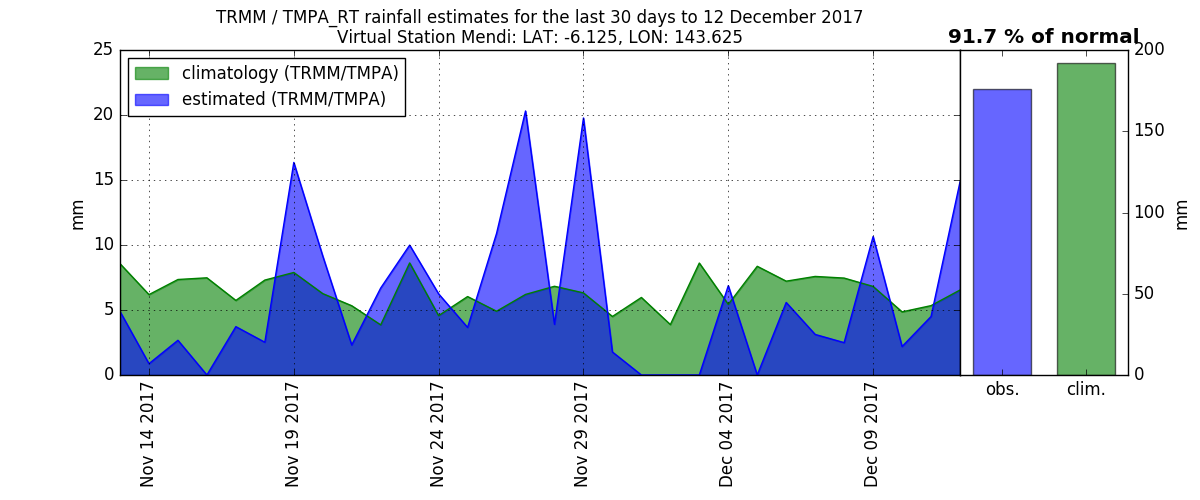 TRMM / TMPA_RT rainfall estimates for the last 30 days to 12 December 2017
Virtual Station Mendi: LAT: -6.125, LON: 143.625
91.7 % of normal
climatology (TRMM/TMPA)
estimated (TRMM/TMPA)
25
20
15
10
5
0
mm
Nov 14 2017
Nov 19 2017
Nov 24 2017
Nov 29 2017
Dec 04 2017
Dec 09 2017
obs.
clim.
200
150
100
50
0
mm